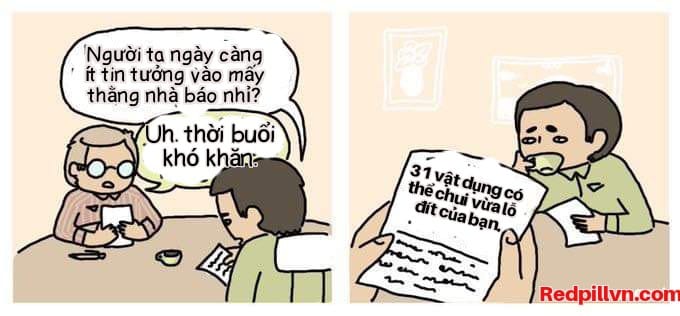 Người ta ngày càng
ít tin tưởng vào mấy
thằng nhà báo nhỉ?
Uh. thời buổi
khó khăn.
31 vật dụng có
thể chui vừa lỗ
đít của bạn.
Redpillvn.com